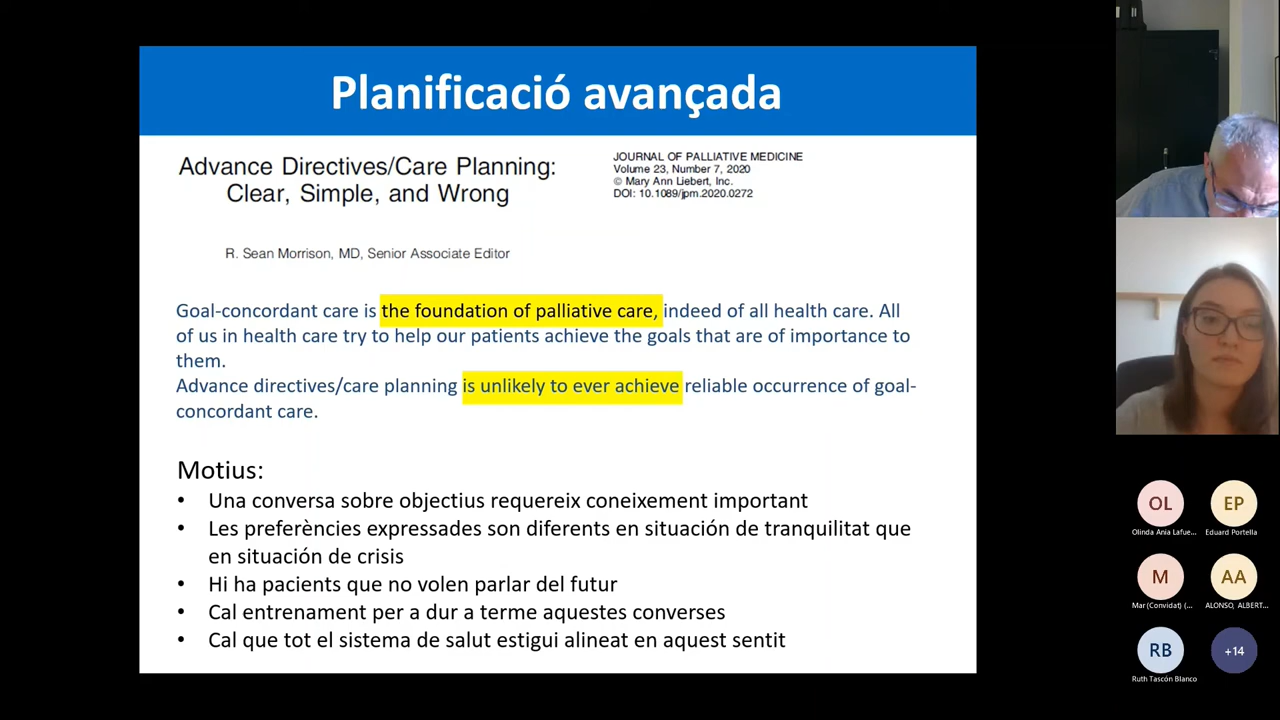 Planificació avançada
Advance Directives/Care Planning:
Clear, Simple, and Wrong
JOURNAL OF PALLIATIVE MEDICINE
Volume 23, Number 7, 2020
© Mary Ann Liebert, Inc.
DOI: 10.1089/jpm.2020.0272
R. Sean Morrison, MD, Senior Associate Editor
Goal-concordant care is the foundation of palliative care, indeed of all health care. All
of us in health care try to help our patients achieve the goals that are of importance to
them.
Advance directives/care planning is unlikely to ever achieve reliable occurrence of goal-
concordant care.
Motius:
• Una conversa sobre objectius requereix coneixement important
• Les preferències expressades son diferents en situación de tranquilitat que
en situación de crisis
• Hi ha pacients que no volen parlar del futur
• Cal entrenament per a dur a terme aquestes converses
• Cal que tot el sistema de salut estigui alineat en aquest sentit
OL
Olinda Ania Lafue...
EP
Eduard Portella
M
Mar (Convidat) (...
AA
ALONSO, ALBERT...
RB
Ruth Tascón Blanco
+14